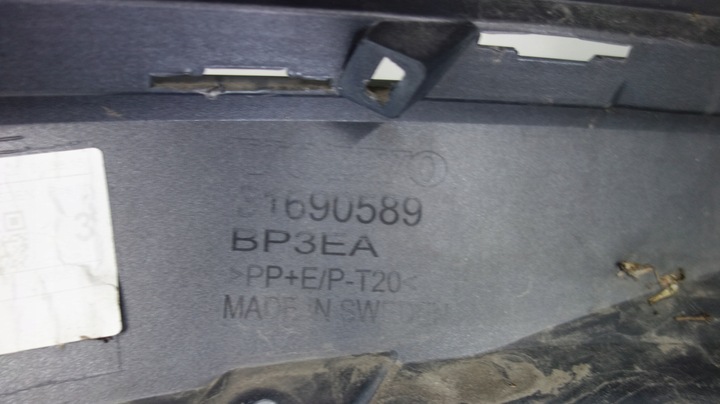 31690589
BP3EA
>PP+E/P-T20<
MADE IN SWEDEN